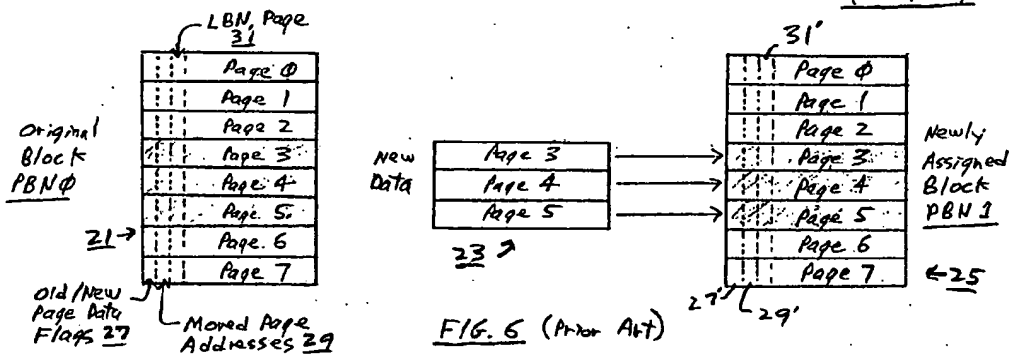 LBN, Page
31
Page 0
Page 1
Page 2
Page 3
Page 4
Page 5
Page 6
Page 7
Original
Block
PBN0
21
Old/New
Page Data
Flags 27
Moved Page
Addresses 29
New
Data
Page 3
Page 4
Page 5
23
31'
Page 0
Page 1
Page 2
Page 3
Page 4
Page 5
Page 6
Page 7
Newly
Assigned
Block
PBN 1
25
27'
29'
FIG. 6 (Prior Art)